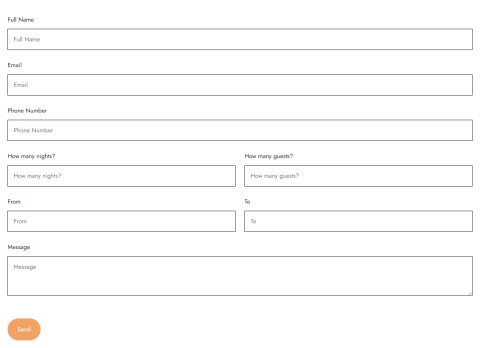 Full Name
Full Name
Email
Email
Phone Number
Phone Number
How many nights? How many guests?
How many nights? How many guests?
From To
From To
Message
Message
Send